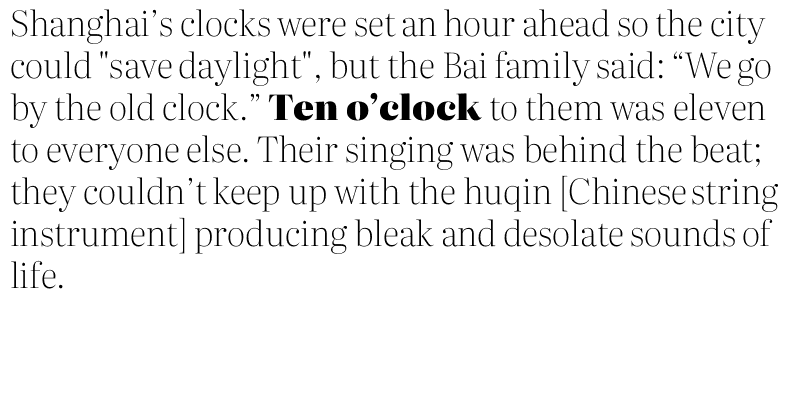 Shanghai’s clocks were set an hour ahead so the city
could "save daylight", but the Bai family said: “We go
by the old clock.” Ten o’clock to them was eleven
to everyone else. Their singing was behind the beat;
they couldn’t keep up with the huqin [Chinese string
instrument] producing bleak and desolate sounds of
life.